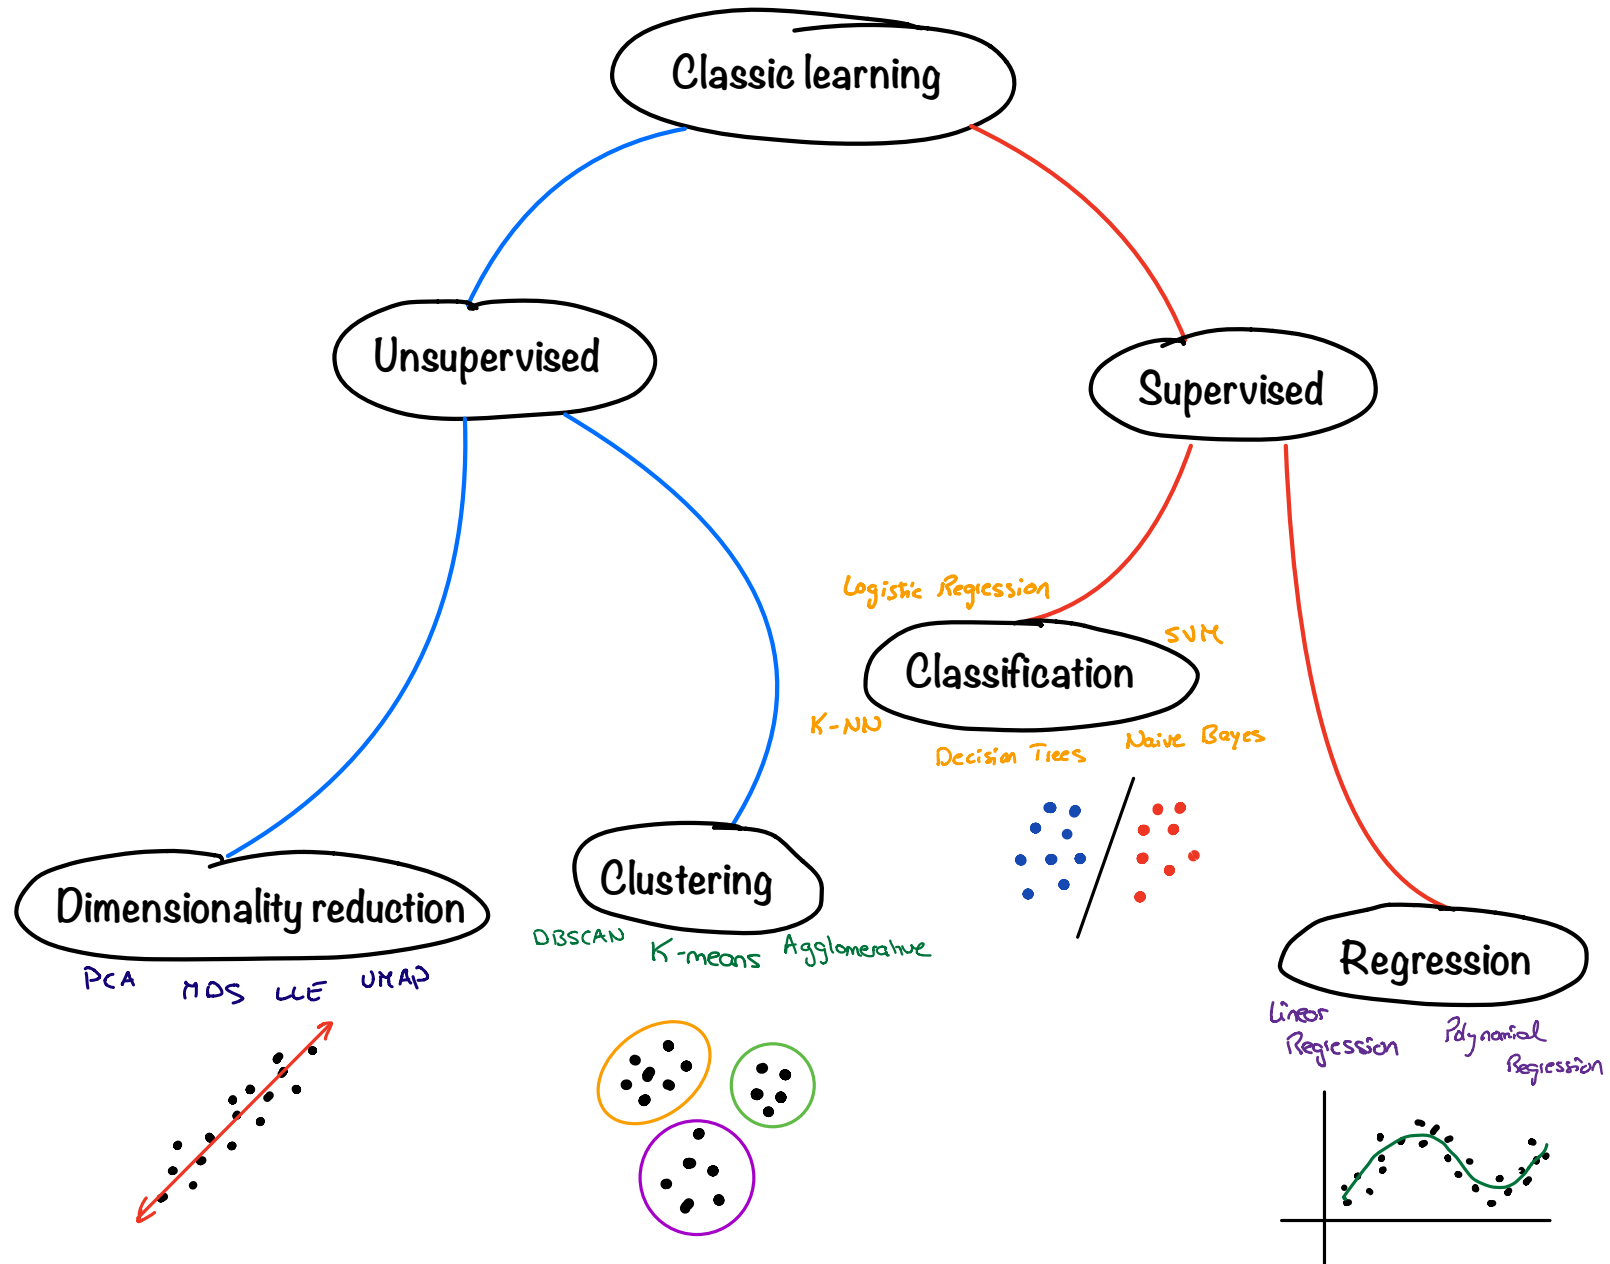 Classic learning
Unsupervised
Supervised
Logistic Regression
SVM
Classification
K-NN
Decision Trees
Naive Bayes
Dimensionality reduction
PCA
MDS
LLE
UMAP
Clustering
DBSCAN
K-means
Agglomerative
Regression
Linear
Regression
Polynomial
Regression